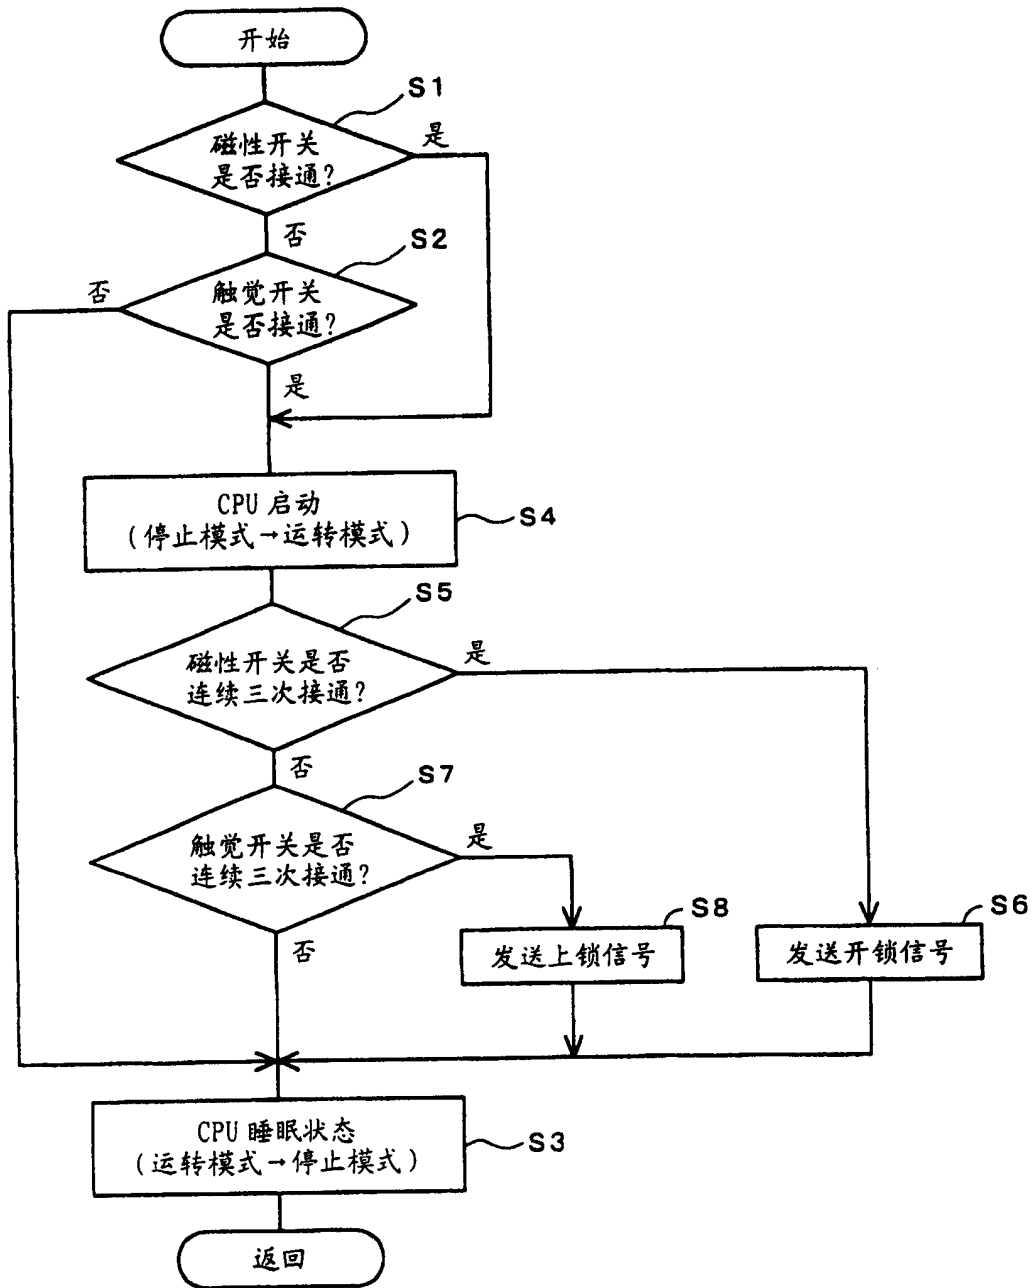 开始
S1
磁性开关
是否接通?
是
否
S2
触觉开关
是否接通?
否
是
CPU 启动
(停止模式→运转模式)
S4
S5
磁性开关是否
连续三次接通?
是
否
S7
触觉开关是否
连续三次接通?
是
否
S8
发送上锁信号
S6
发送开锁信号
CPU 睡眠状态
(运转模式→停止模式)
S3
返回